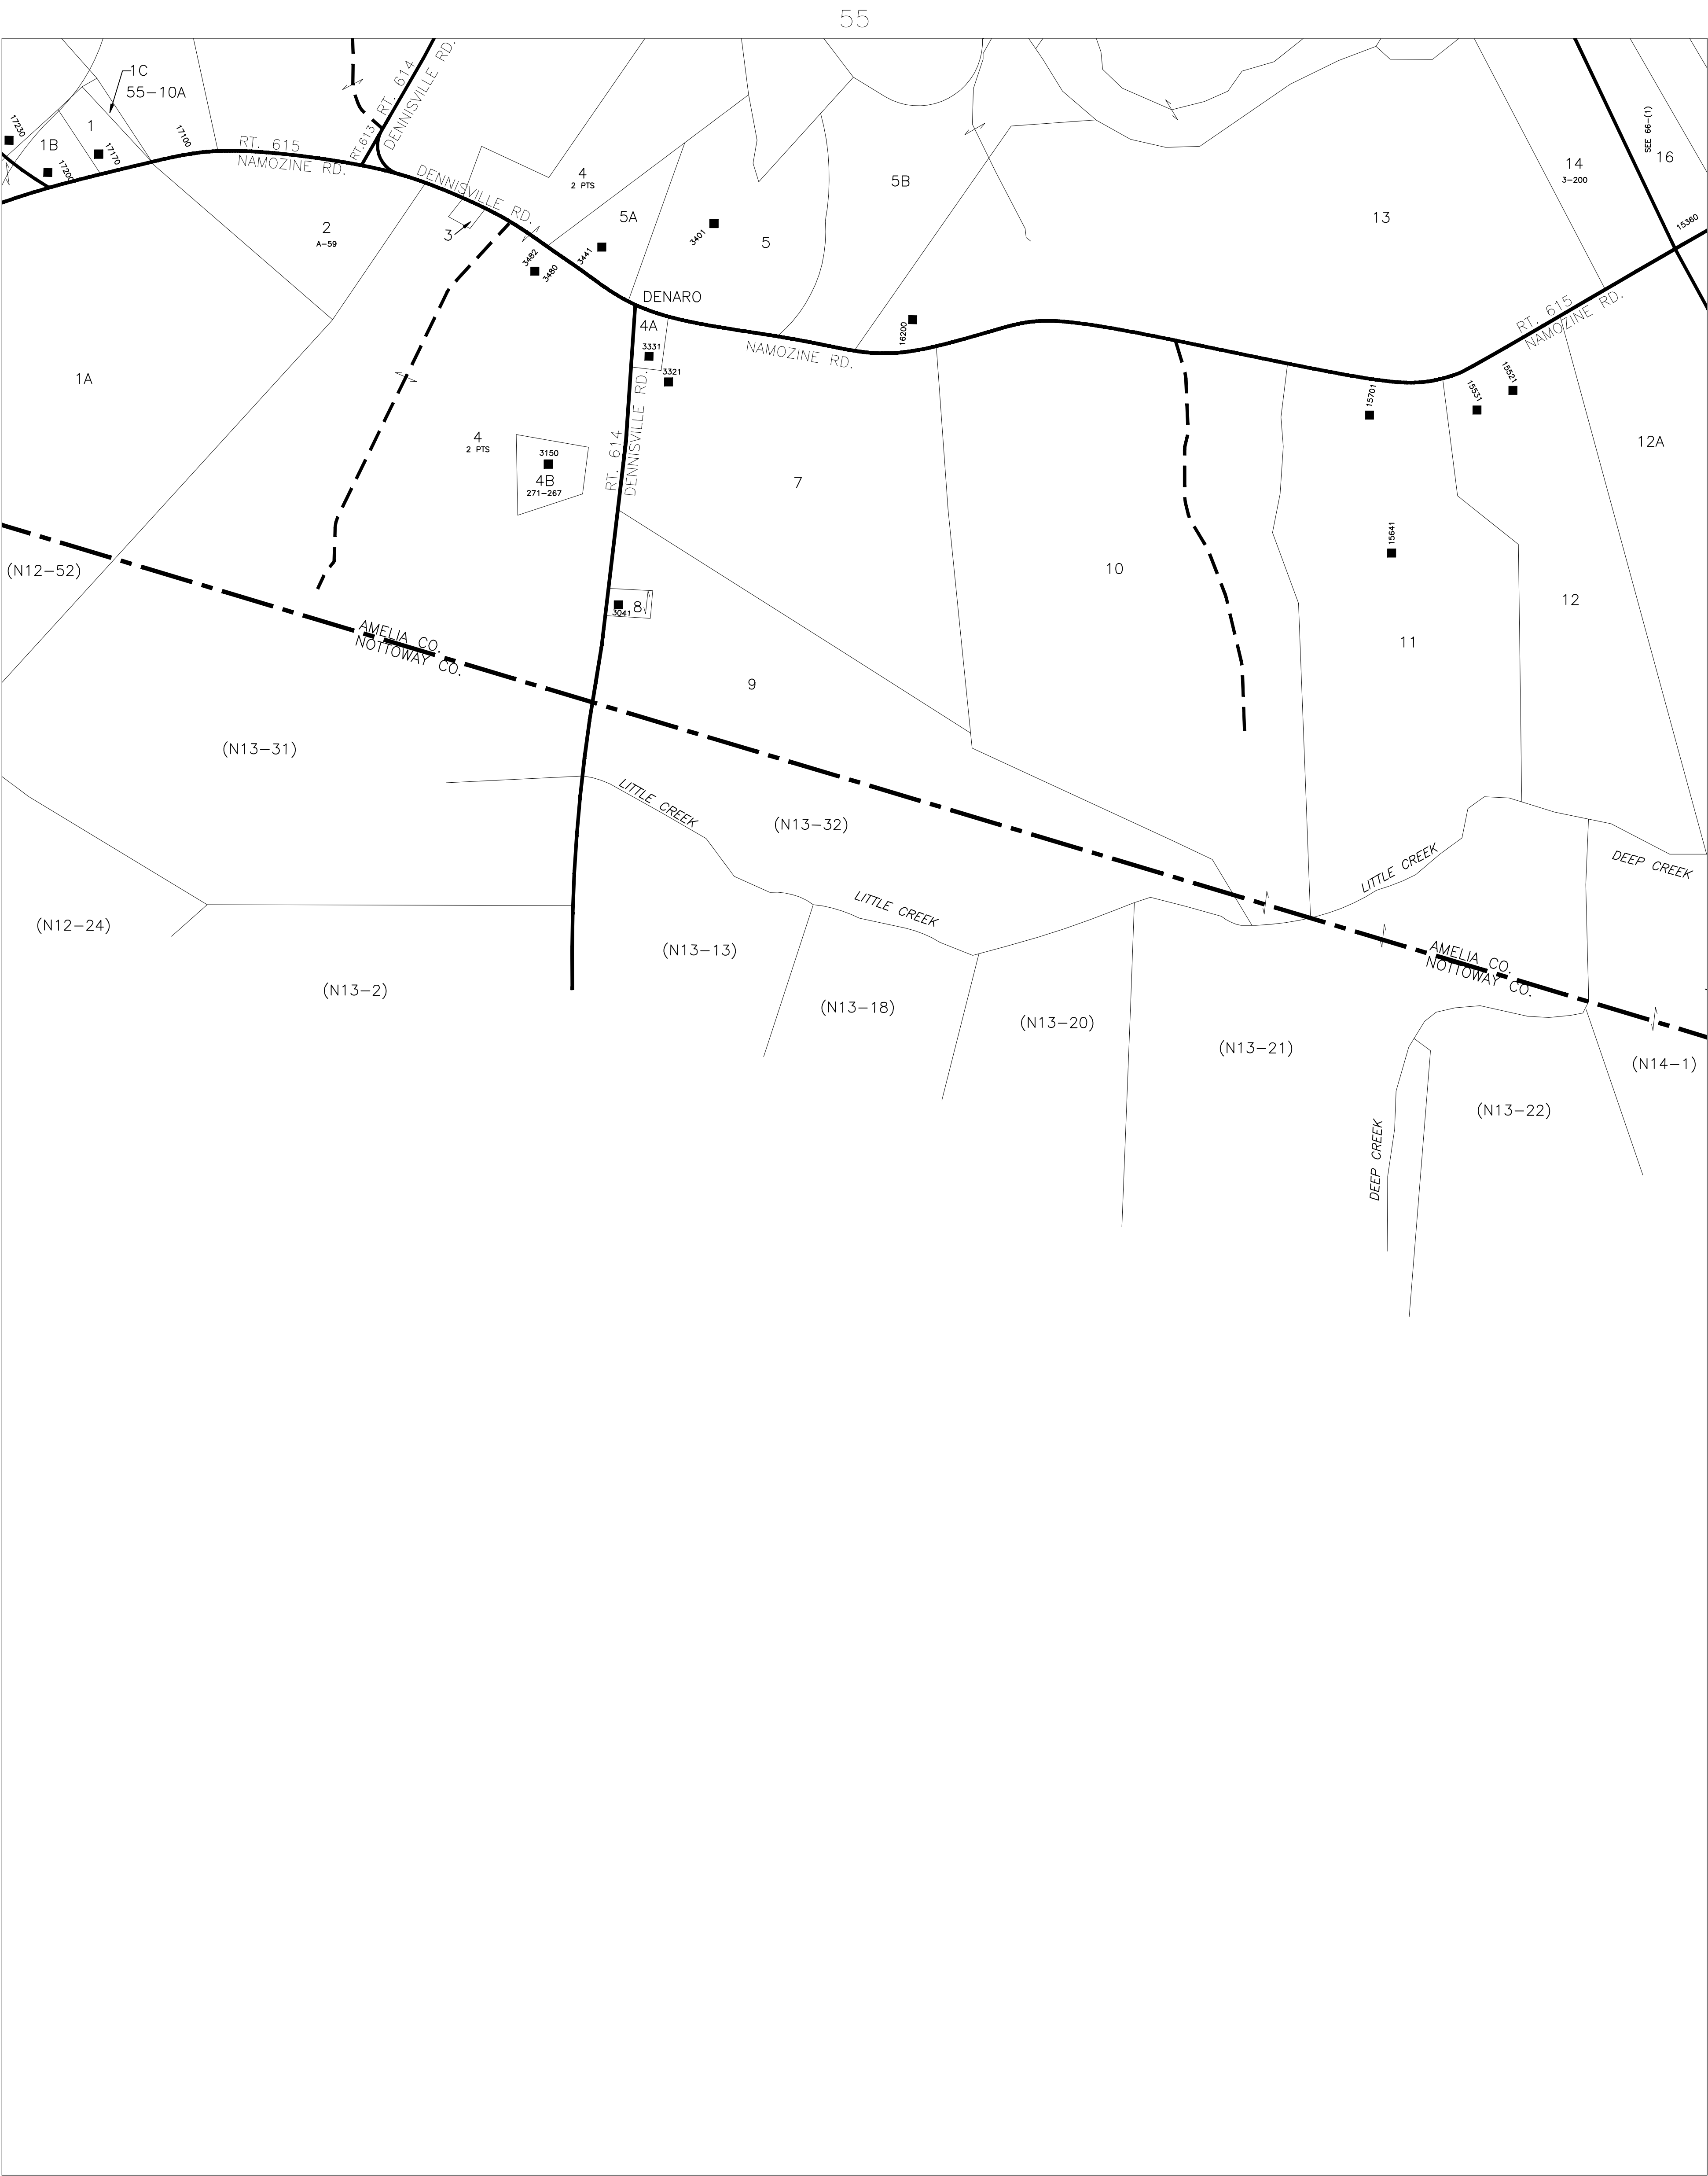 55
1C
55-10A
RT. 614
DENNISVILLE RD.
RT.613
17230
1
1B
17170
17200
17100
RT. 615
NAMOZINE RD.
DENNISVILLE RD.
4
2 PTS
5B
SEE 66-(1)
16
14
3-200
13
15360
2
A-59
3
5A
3401
5
3441
3482
3480
DENARO
4A
3331
3321
NAMOZINE RD.
16200
RT. 615
NAMOZINE RD.
1A
15701
15531
15521
12A
4
2 PTS
3150
4B
271-267
RT. 614
DENNISVILLE RD.
7
15641
10
12
(N12-52)
8
3041
11
AMELIA CO.
NOTTOWAY CO.
9
(N13-31)
LITTLE CREEK
(N13-32)
LITTLE CREEK
DEEP CREEK
LITTLE CREEK
(N12-24)
(N13-13)
AMELIA CO.
NOTTOWAY CO.
(N13-2)
(N13-18)
(N13-20)
(N13-21)
(N14-1)
(N13-22)
DEEP CREEK